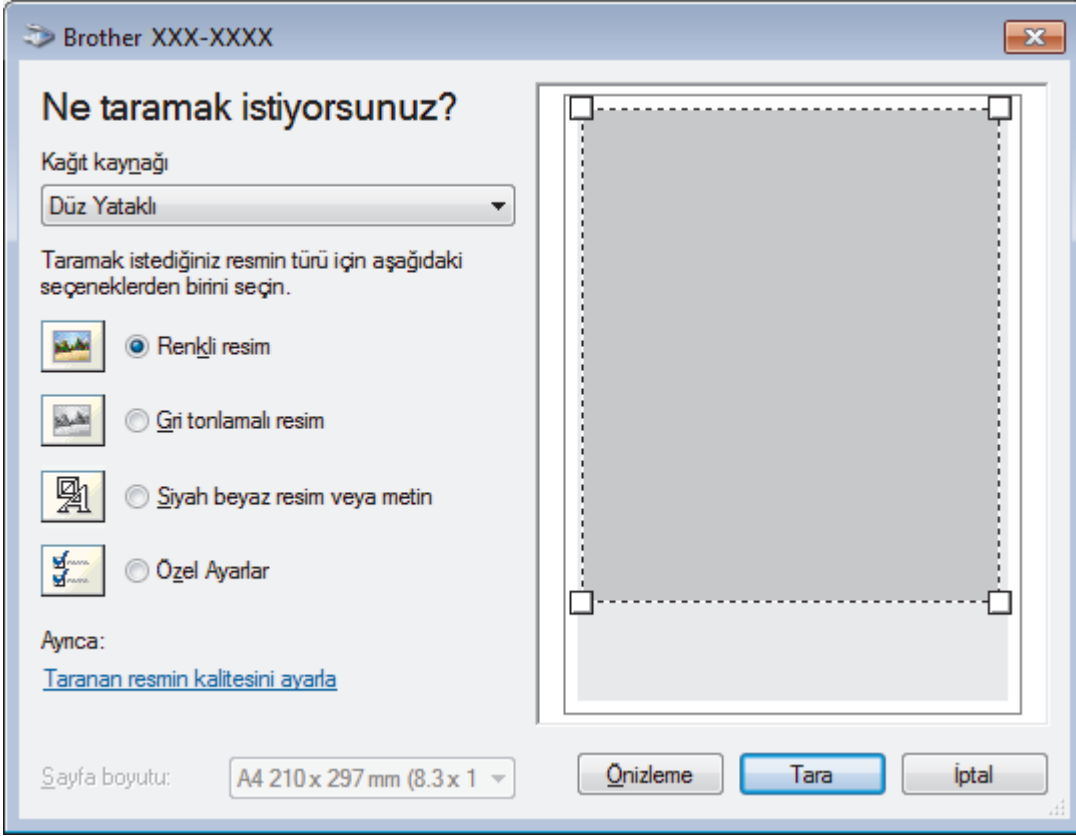 Brother XXX-XXXX
Ne taramak istiyorsunuz?
Kağıt kaynağı
Düz Yataklı
Taramak istediğiniz resmin türü için aşağıdaki
seçeneklerden birini seçin.
Renkli resim
Gri tonlamalı resim
Siyah beyaz resim veya metin
Özel Ayarlar
Ayrıca:
Taranan resmin kalitesini ayarla
Sayfa boyutu:
A4 210 x 297 mm (8.3 x 1
Önizleme
Tara
İptal